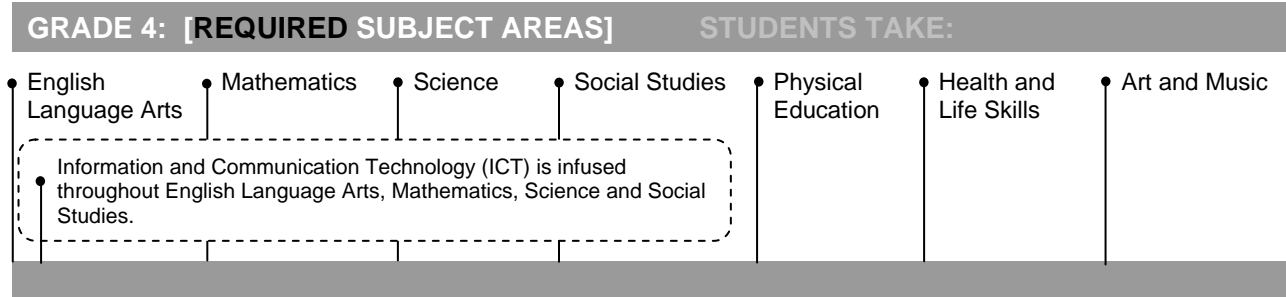 GRADE 4: [REQUIRED SUBJECT AREAS] STUDENTS TAKE:
English
Language Arts
Mathematics
Science
Social Studies
Physical
Education
Health and
Life Skills
Art and Music
Information and Communication Technology (ICT) is infused
throughout English Language Arts, Mathematics, Science and Social
Studies.